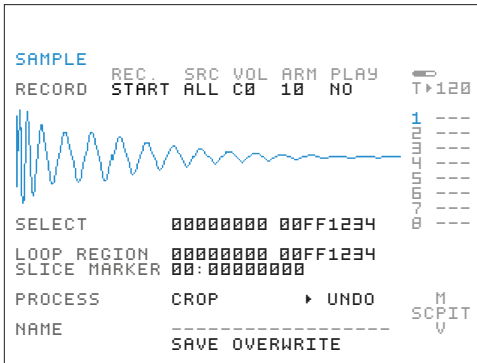 SAMPLE
REC. SRC VOL ARM PLAY
RECORD START ALL C0 10 NO T▸120
1 ---
2 ---
3 ---
4 ---
5 ---
6 ---
7 ---
8 ---
SELECT 00000000 00FF1234
LOOP REGION 00000000 00FF1234
SLICE MARKER 00:00000000
PROCESS CROP ▸ UNDO
M
SCPIT
V
NAME ------------------
SAVE OVERWRITE